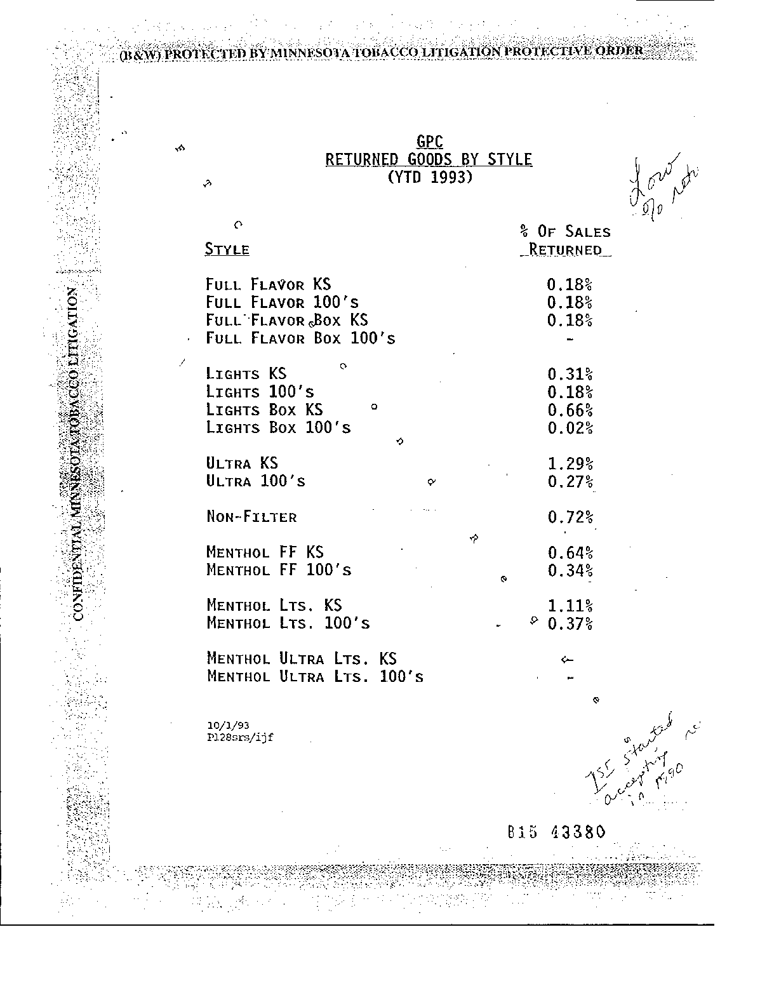 (B&W) PROTECTED BY MINNESOTA TOBACCO LITIGATION PROTECTIVE ORDER
GPC
RETURNED GOODS BY STYLE
(YTD 1993)
Low
%
% OF SALES
STYLE RETURNED
FULL FLAVOR KS 0.18%
FULL FLAVOR 100's 0.18%
FULL FLAVOR BOX KS 0.18%
FULL FLAVOR BOX 100's -
LIGHTS KS 0.31%
LIGHTS 100's 0.18%
LIGHTS BOX KS 0.66%
LIGHTS BOX 100's 0.02%
ULTRA KS 1.29%
ULTRA 100's 0.27%
NON-FILTER 0.72%
MENTHOL FF KS 0.64%
MENTHOL FF 100's 0.34%
MENTHOL LTS. KS 1.11%
MENTHOL LTS. 100's 0.37%
MENTHOL ULTRA LTS. KS -
MENTHOL ULTRA LTS. 100's -
10/1/93
P128srs/ijf
started
accepting
in 1990
B15 43380
CONFIDENTIAL MINNESOTA TOBACCO LITIGATION